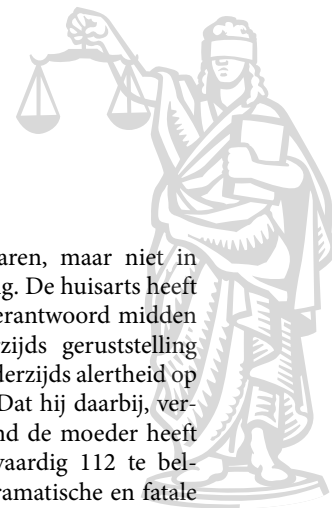 aren, maar niet in
g. De huisarts heeft
erantwoord midden
zijds geruststelling
derzijds alertheid op
Dat hij daarbij, ver-
nd de moeder heeft
vaardig 112 te bel-
ramatische en fatale